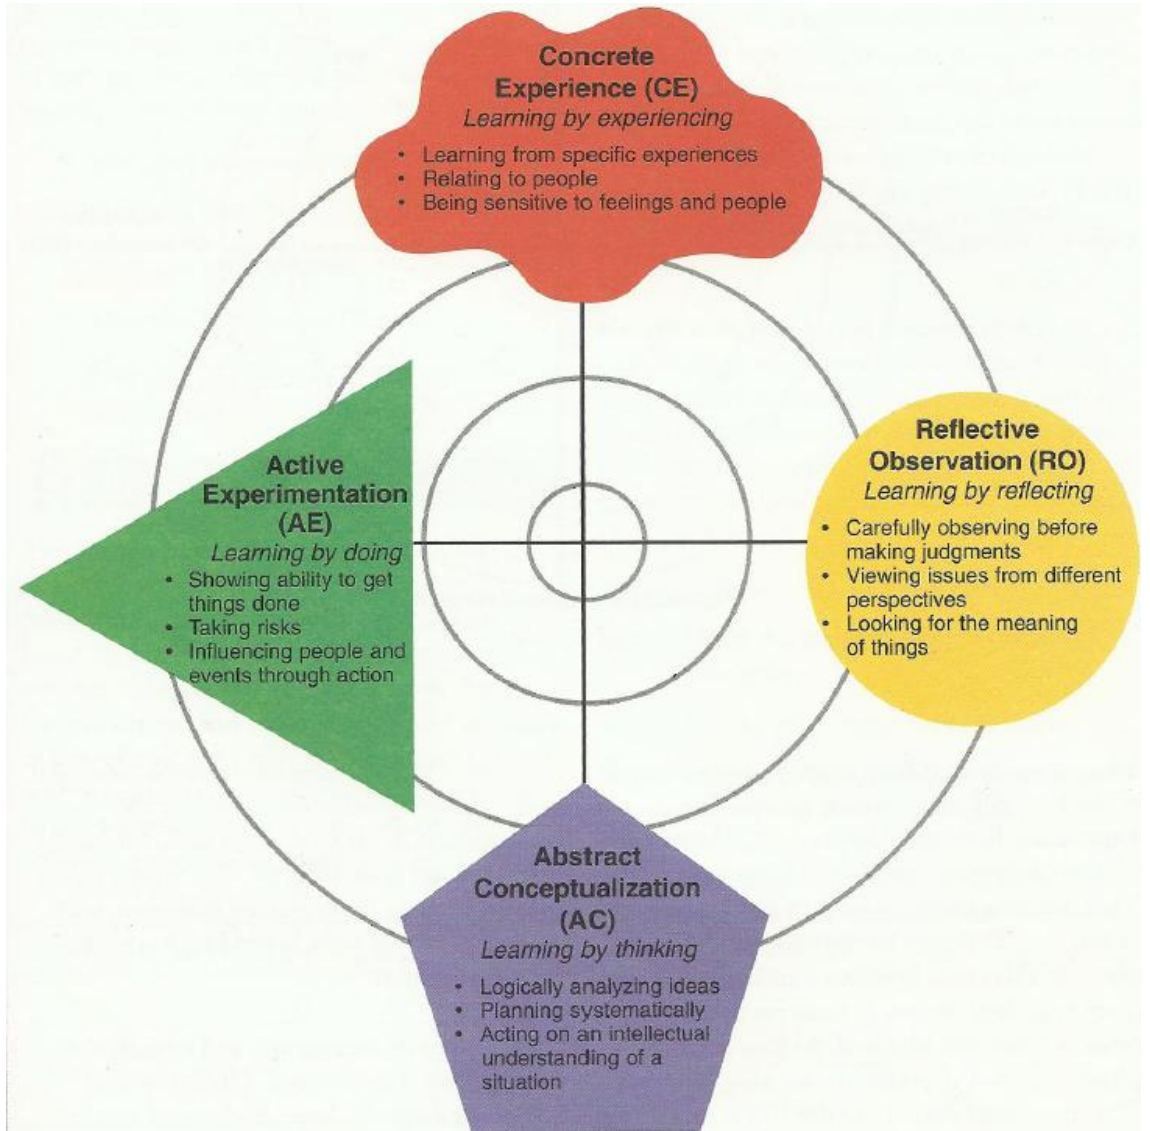 Concrete
Experience (CE)
Learning by experiencing
• Learning from specific experiences
• Relating to people
• Being sensitive to feelings and people
Active
Experimentation
(AE)
Learning by doing
• Showing ability to get
things done
• Taking risks
• Influencing people and
events through action
Reflective
Observation (RO)
Learning by reflecting
• Carefully observing before
making judgments
• Viewing issues from different
perspectives
• Looking for the meaning
of things
Abstract
Conceptualization
(AC)
Learning by thinking
• Logically analyzing ideas
• Planning systematically
• Acting on an intellectual
understanding of a
situation